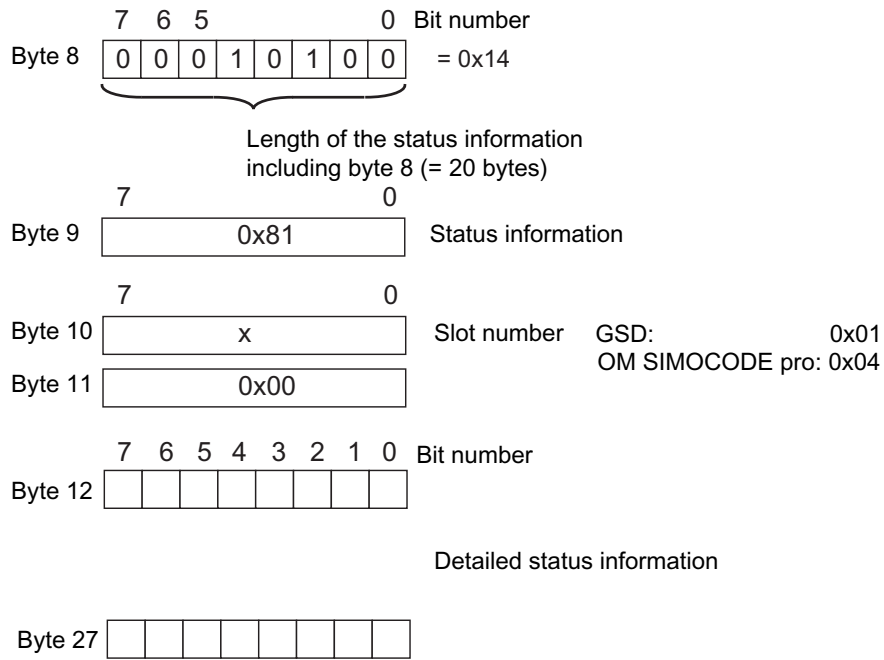 7 6 5 0 Bit number
Byte 8 0 0 0 1 0 1 0 0 = 0x14
Length of the status information
including byte 8 (= 20 bytes)
7 0
Byte 9 0x81 Status information
7 0
Byte 10 x Slot number GSD: 0x01
OM SIMOCODE pro: 0x04
Byte 11 0x00
7 6 5 4 3 2 1 0 Bit number
Byte 12
Detailed status information
Byte 27